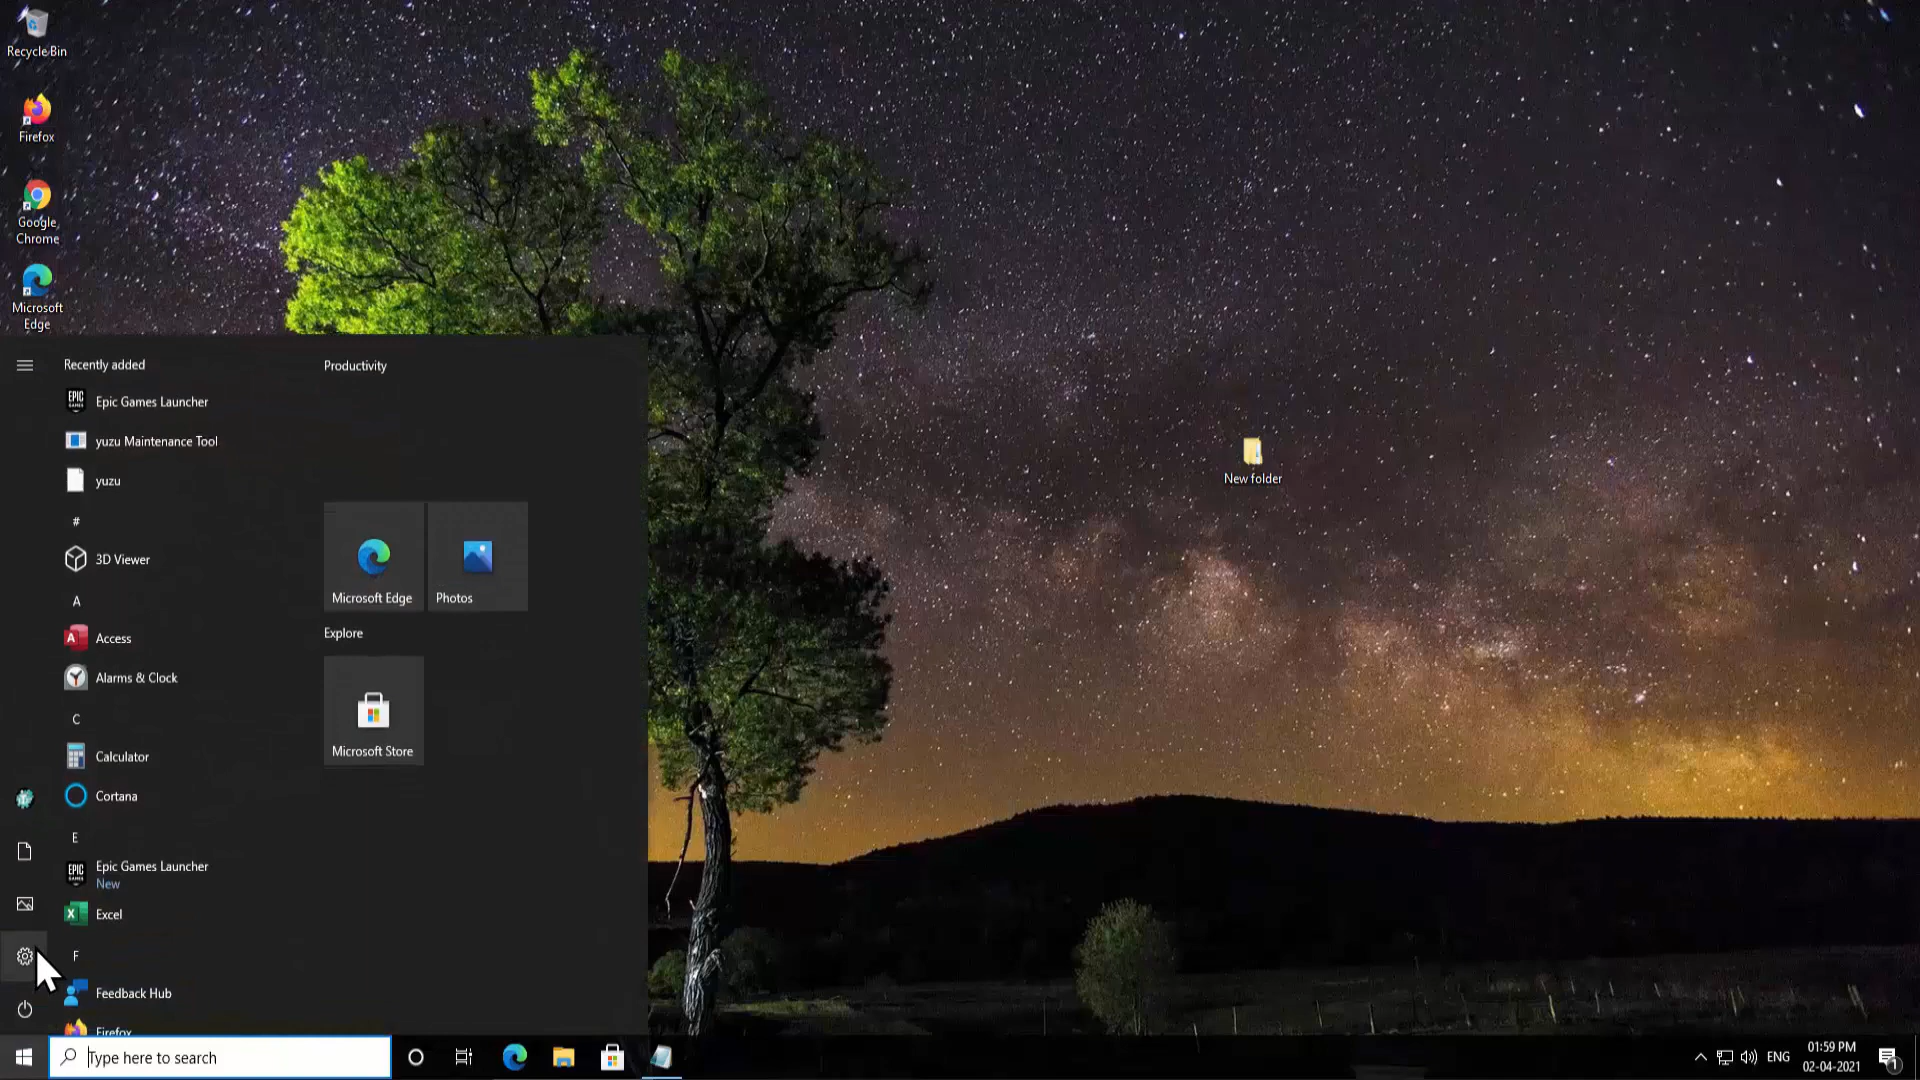 Recycle Bin
Firefox
Google
Chrome
Microsoft
Edge
Recently added
Epic Games Launcher
yuzu Maintenance Tool
yuzu
#
3D Viewer
A
Access
Alarms & Clock
C
Calculator
Cortana
E
Epic Games Launcher
New
Excel
F
Feedback Hub
Firefox
Productivity
Microsoft Edge
Photos
Explore
Microsoft Store
New folder
Type here to search
ENG
01:59 PM
02-04-2021
1